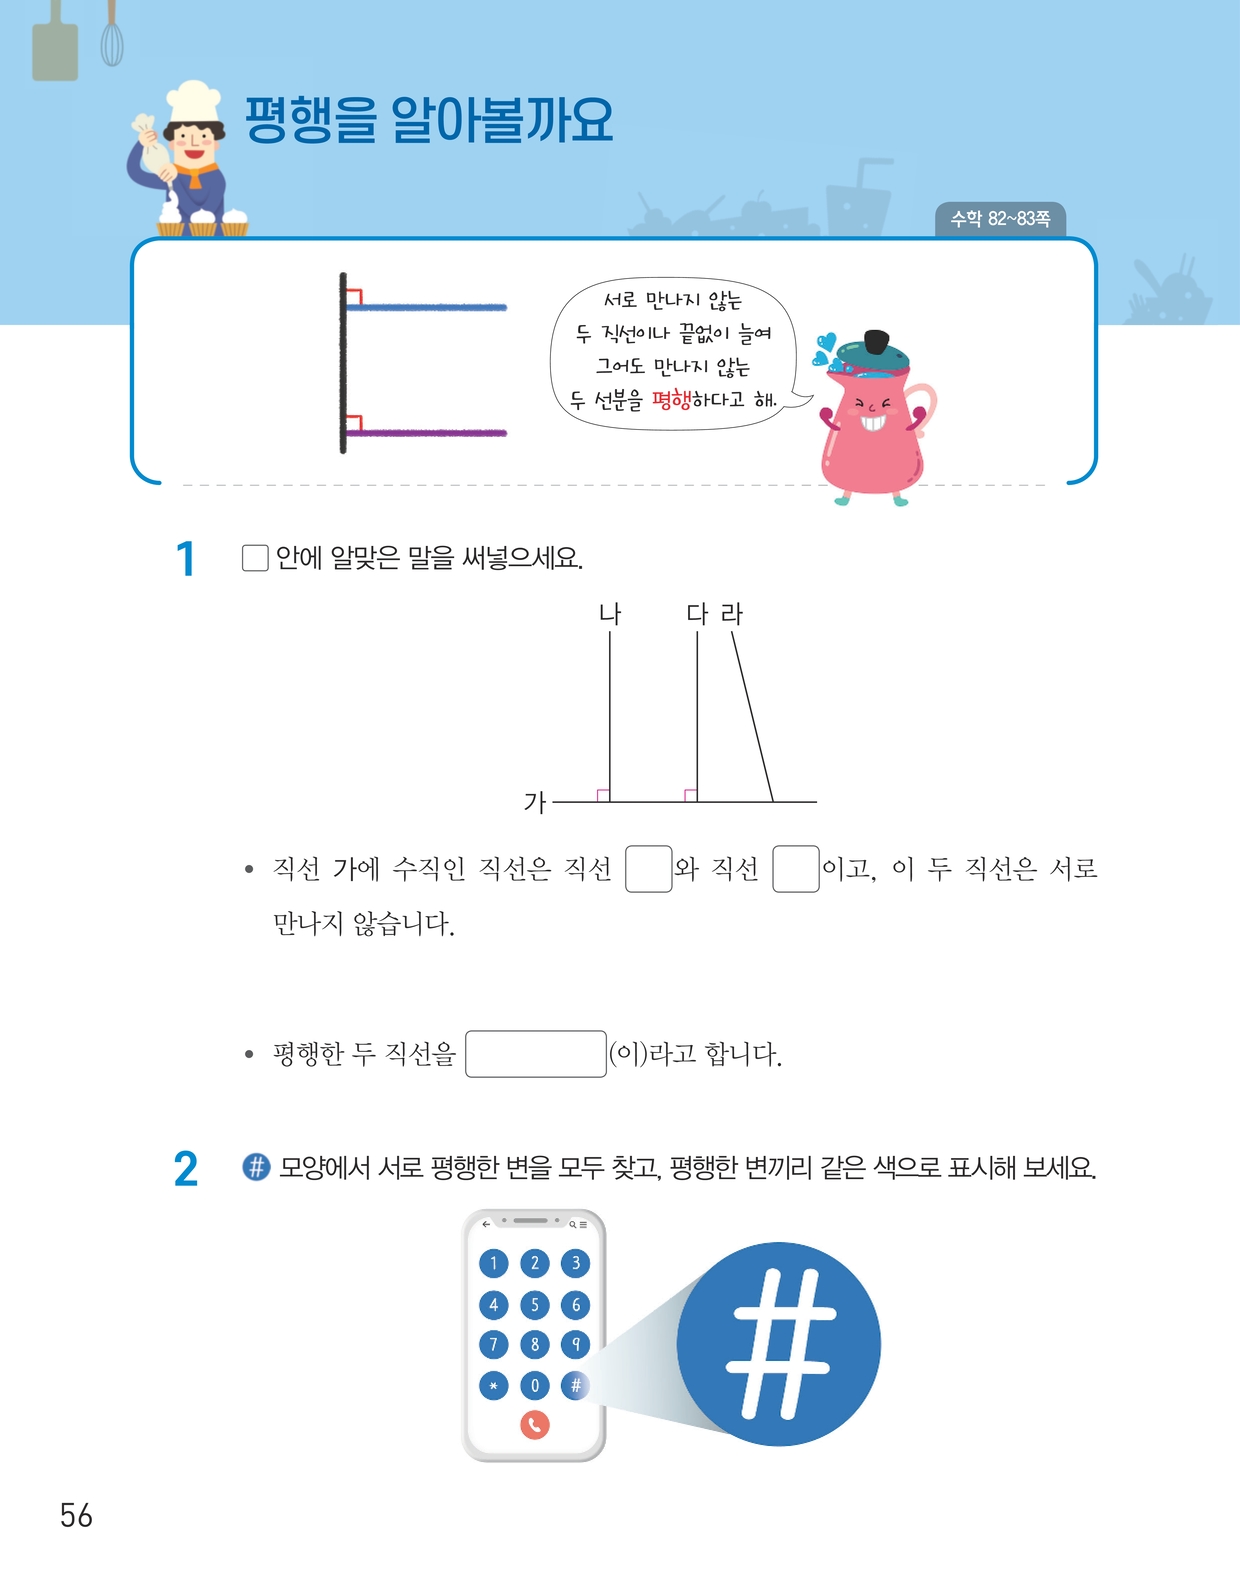 평행을 알아볼까요
수학 82~83쪽
서로 만나지 않는
두 직선이나 끝없이 늘여
그어도 만나지 않는
두 선분을 평행하다고 해.
1 □ 안에 알맞은 말을 써넣으세요.
나 다 라
가
• 직선 가에 수직인 직선은 직선 □와 직선 □이고, 이 두 직선은 서로
만나지 않습니다.
• 평행한 두 직선을 □(이)라고 합니다.
2 # 모양에서 서로 평행한 변을 모두 찾고, 평행한 변끼리 같은 색으로 표시해 보세요.
1 2 3
4 5 6
7 8 9
* 0 #
#
56